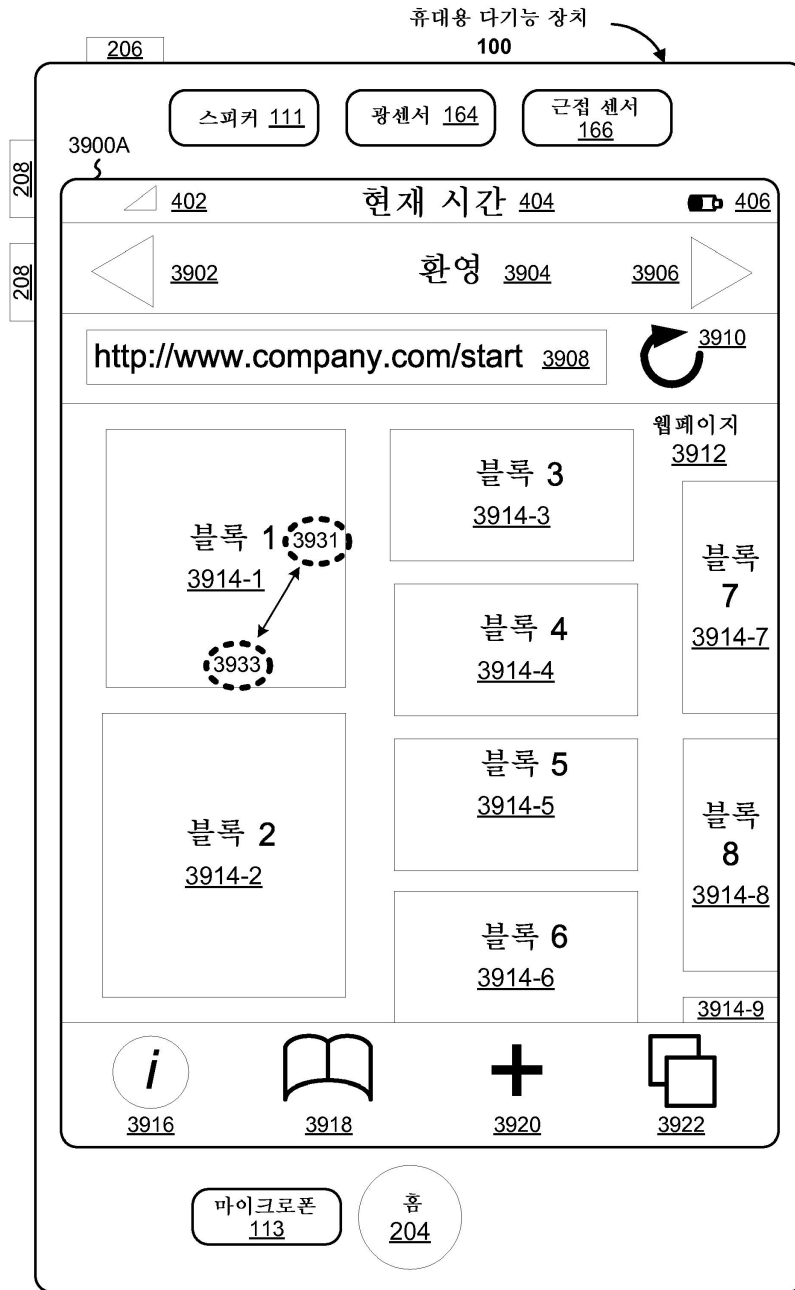 휴대용 다기능 장치
100
206
스피커 111
광센서 164
근접 센서
166
3900A
208
208
402
현재 시간 404
406
3902
환영 3904
3906
http://www.company.com/start 3908
3910
웹페이지
3912
블록 1
3914-1
3931
3933
블록 2
3914-2
블록 3
3914-3
블록 4
3914-4
블록 5
3914-5
블록 6
3914-6
블록
7
3914-7
블록
8
3914-8
3914-9
i
3916
3918
3920
3922
마이크로폰
113
홈
204